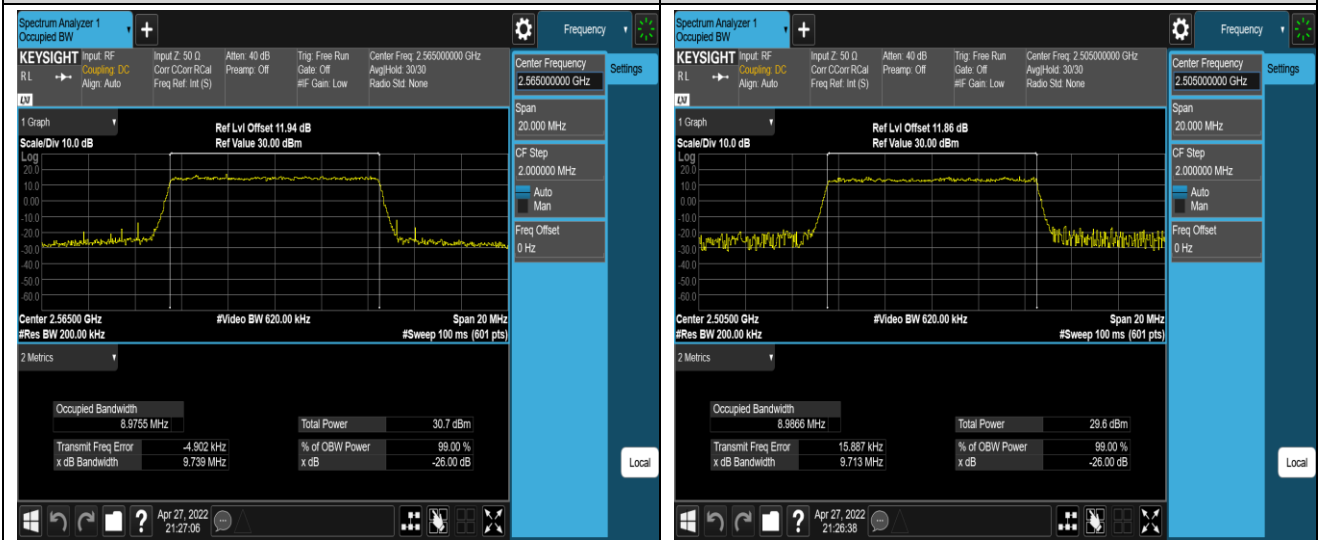 Spectrum Analyzer 1
Occupied BW
+
Frequency
KEYSIGHT Input: RF
RL
Coupling: DC
Align: Auto
Input Z: 50 Ω
Corr CCorr RCal
Freq Ref: Int (S)
Atten: 40 dB
Preamp: Off
Trig: Free Run
Gate: Off
#IF Gain: Low
Center Freq: 2.565000000 GHz
Avg|Hold: 30/30
Radio Std: None
LXI
1 Graph
Scale/Div 10.0 dB
Ref Lvl Offset 11.94 dB
Ref Value 30.00 dBm
Log
20.0
10.0
0.00
-10.0
-20.0
-30.0
-40.0
-50.0
-60.0
Center 2.56500 GHz
#Video BW 620.00 kHz
Span 20 MHz
#Res BW 200.00 kHz
#Sweep 100 ms (601 pts)
2 Metrics
Occupied Bandwidth
8.9755 MHz
Total Power 30.7 dBm
Transmit Freq Error -4.902 kHz
% of OBW Power 99.00 %
x dB Bandwidth 9.739 MHz
x dB -26.00 dB
Center Frequency
2.565000000 GHz
Settings
Span
20.000 MHz
CF Step
2.000000 MHz
Auto
Man
Freq Offset
0 Hz
Local
?
Apr 27, 2022
21:27:06
Spectrum Analyzer 1
Occupied BW
+
Frequency
KEYSIGHT Input: RF
RL
Coupling: DC
Align: Auto
Input Z: 50 Ω
Corr CCorr RCal
Freq Ref: Int (S)
Atten: 40 dB
Preamp: Off
Trig: Free Run
Gate: Off
#IF Gain: Low
Center Freq: 2.505000000 GHz
Avg|Hold: 30/30
Radio Std: None
LXI
1 Graph
Scale/Div 10.0 dB
Ref Lvl Offset 11.86 dB
Ref Value 30.00 dBm
Log
20.0
10.0
0.00
-10.0
-20.0
-30.0
-40.0
-50.0
-60.0
Center 2.50500 GHz
#Video BW 620.00 kHz
Span 20 MHz
#Res BW 200.00 kHz
#Sweep 100 ms (601 pts)
2 Metrics
Occupied Bandwidth
8.9866 MHz
Total Power 29.6 dBm
Transmit Freq Error 15.887 kHz
% of OBW Power 99.00 %
x dB Bandwidth 9.713 MHz
x dB -26.00 dB
Center Frequency
2.505000000 GHz
Settings
Span
20.000 MHz
CF Step
2.000000 MHz
Auto
Man
Freq Offset
0 Hz
Local
?
Apr 27, 2022
21:26:38